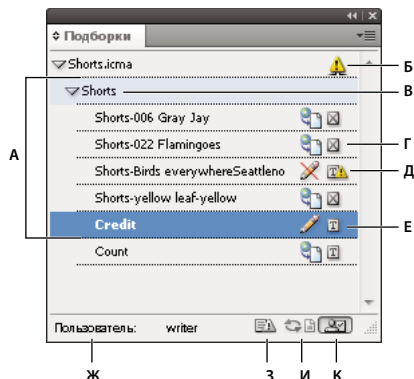 Подборки
Shorts.icma
Б
Shorts
В
Shorts-006 Gray Jay
А
Shorts-022 Flamingoes
Г
Shorts-Birds everywhereSeattleno
Д
Shorts-yellow leaf-yellow
Credit
Е
Count
Пользователь: writer
Ж З И К